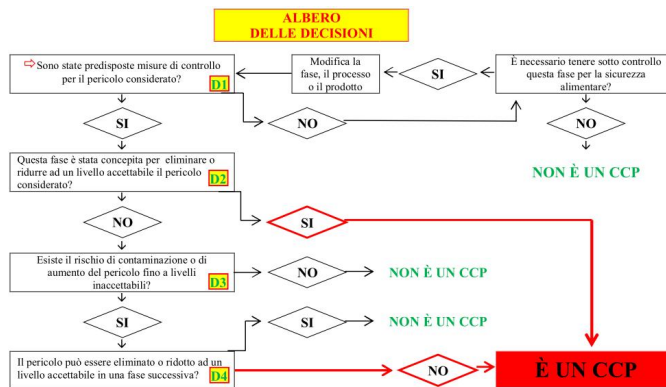 ALBERO
DELLE DECISIONI
⇨Sono state predisposte misure di controllo
per il pericolo considerato?
D1
Modifica la
fase, il processo
o il prodotto
SI
È necessario tenere sotto controllo
questa fase per la sicurezza
alimentare?
SI
NO
NO
NON È UN CCP
Questa fase è stata concepita per eliminare o
ridurre ad un livello accettabile il pericolo
considerato?
D2
NO
SI
Esiste il rischio di contaminazione o di
aumento del pericolo fino a livelli
inaccettabili?
D3
NO
NON È UN CCP
SI
SI
NON È UN CCP
Il pericolo può essere eliminato o ridotto ad un
livello accettabile in una fase successiva?
D4
NO
È UN CCP